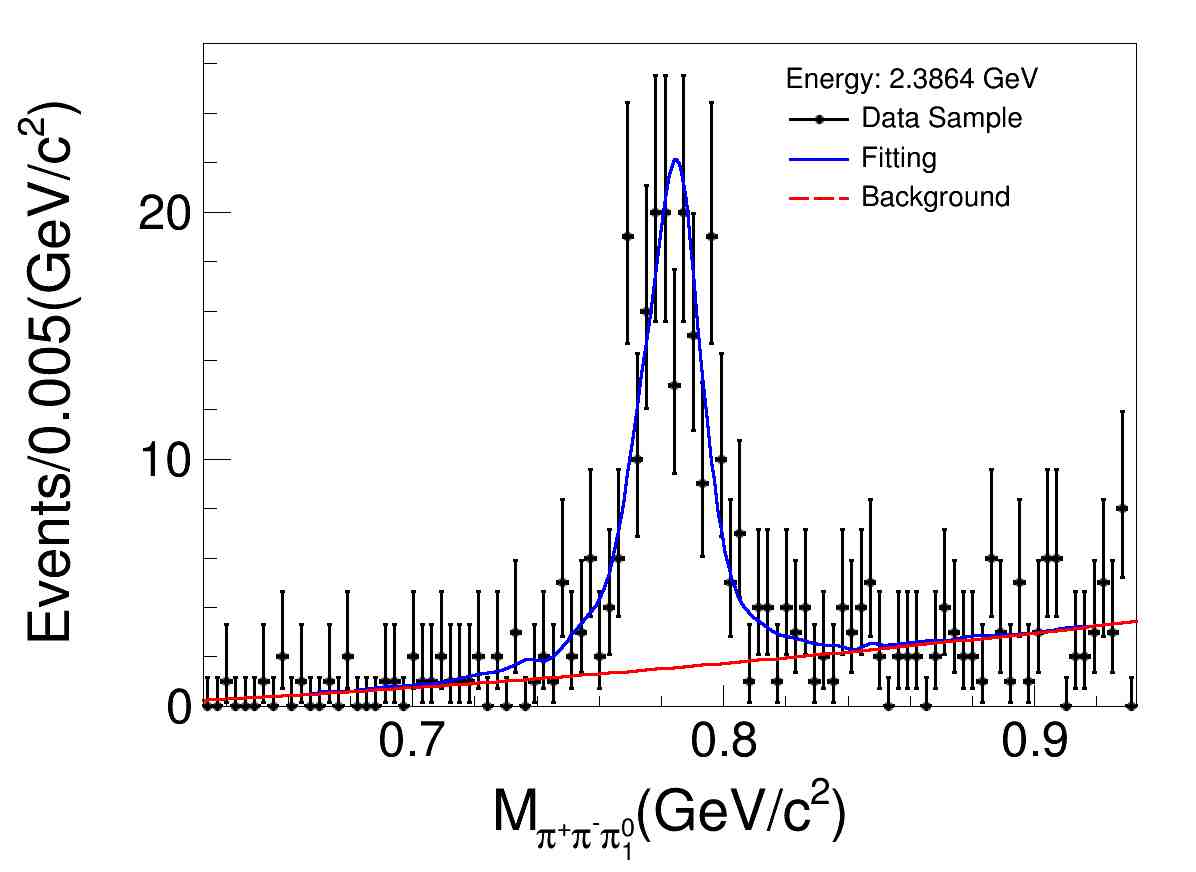 Energy: 2.3864 GeV
Data Sample
Fitting
Background
Events/0.005(GeV/c²)
20
10
0
0.7 0.8 0.9
M_π⁺π⁻π⁰₁(GeV/c²)